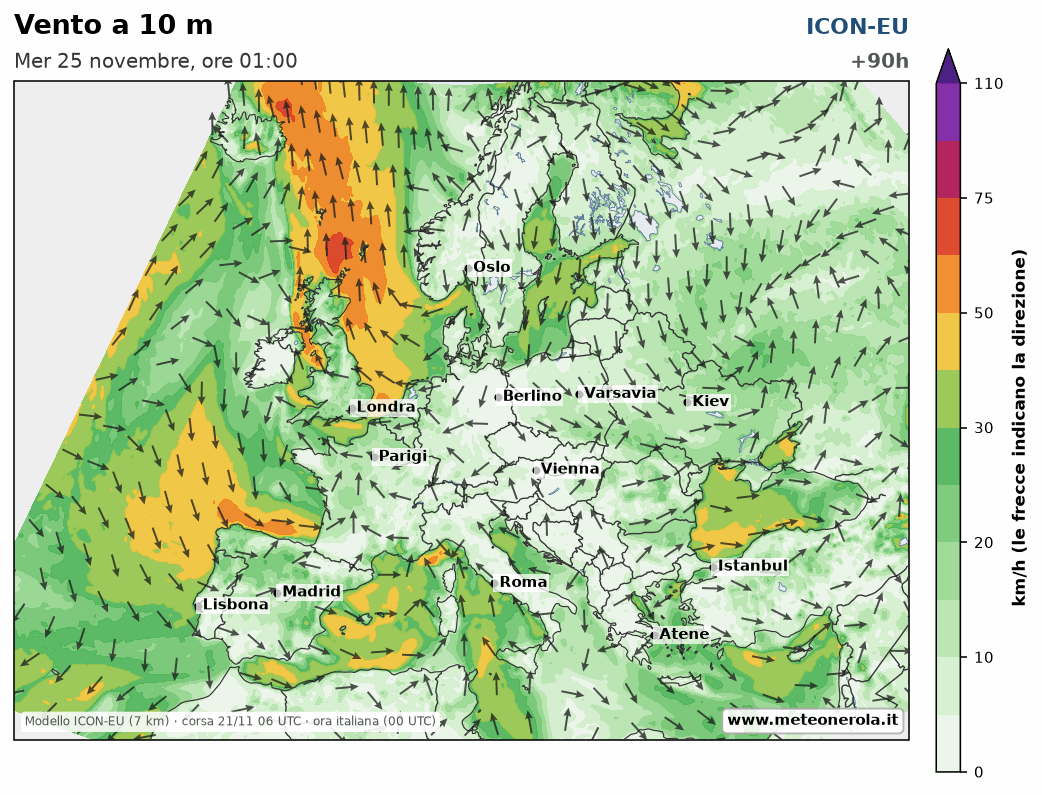 Vento a 10 m
ICON-EU
Mer 25 novembre, ore 01:00
+90h
110
75
50
30
20
10
0
km/h (le frecce indicano la direzione)
Oslo
Berlino
Varsavia
Kiev
Londra
Parigi
Vienna
Istanbul
Roma
Madrid
Lisbona
Atene
Modello ICON-EU (7 km) · corsa 21/11 06 UTC · ora italiana (00 UTC)
www.meteonerola.it